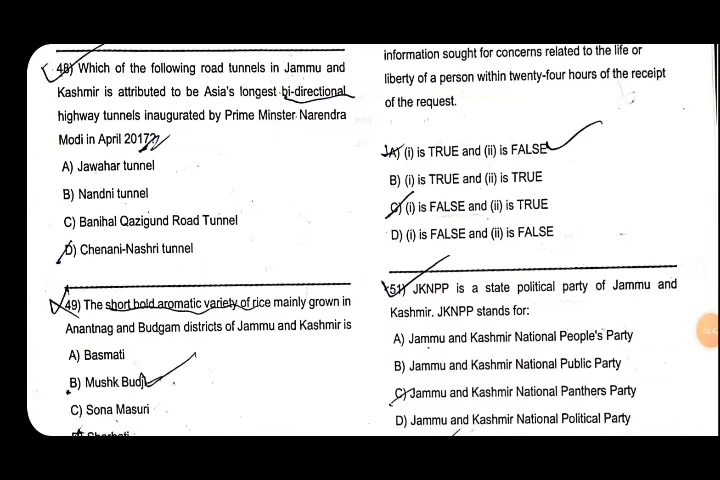 48) Which of the following road tunnels in Jammu and
Kashmir is attributed to be Asia's longest bi-directional
highway tunnels inaugurated by Prime Minster Narendra
Modi in April 2017?
A) Jawahar tunnel
B) Nandni tunnel
C) Banihal Qazigund Road Tunnel
D) Chenani-Nashri tunnel
49) The short bold aromatic variety of rice mainly grown in
Anantnag and Budgam districts of Jammu and Kashmir is
A) Basmati
B) Mushk Budji
C) Sona Masuri
information sought for concerns related to the life or
liberty of a person within twenty-four hours of the receipt
of the request.
A) (i) is TRUE and (ii) is FALSE
B) (i) is TRUE and (ii) is TRUE
C) (i) is FALSE and (ii) is TRUE
D) (i) is FALSE and (ii) is FALSE
51) JKNPP is a state political party of Jammu and
Kashmir. JKNPP stands for:
A) Jammu and Kashmir National People's Party
B) Jammu and Kashmir National Public Party
C) Jammu and Kashmir National Panthers Party
D) Jammu and Kashmir National Political Party